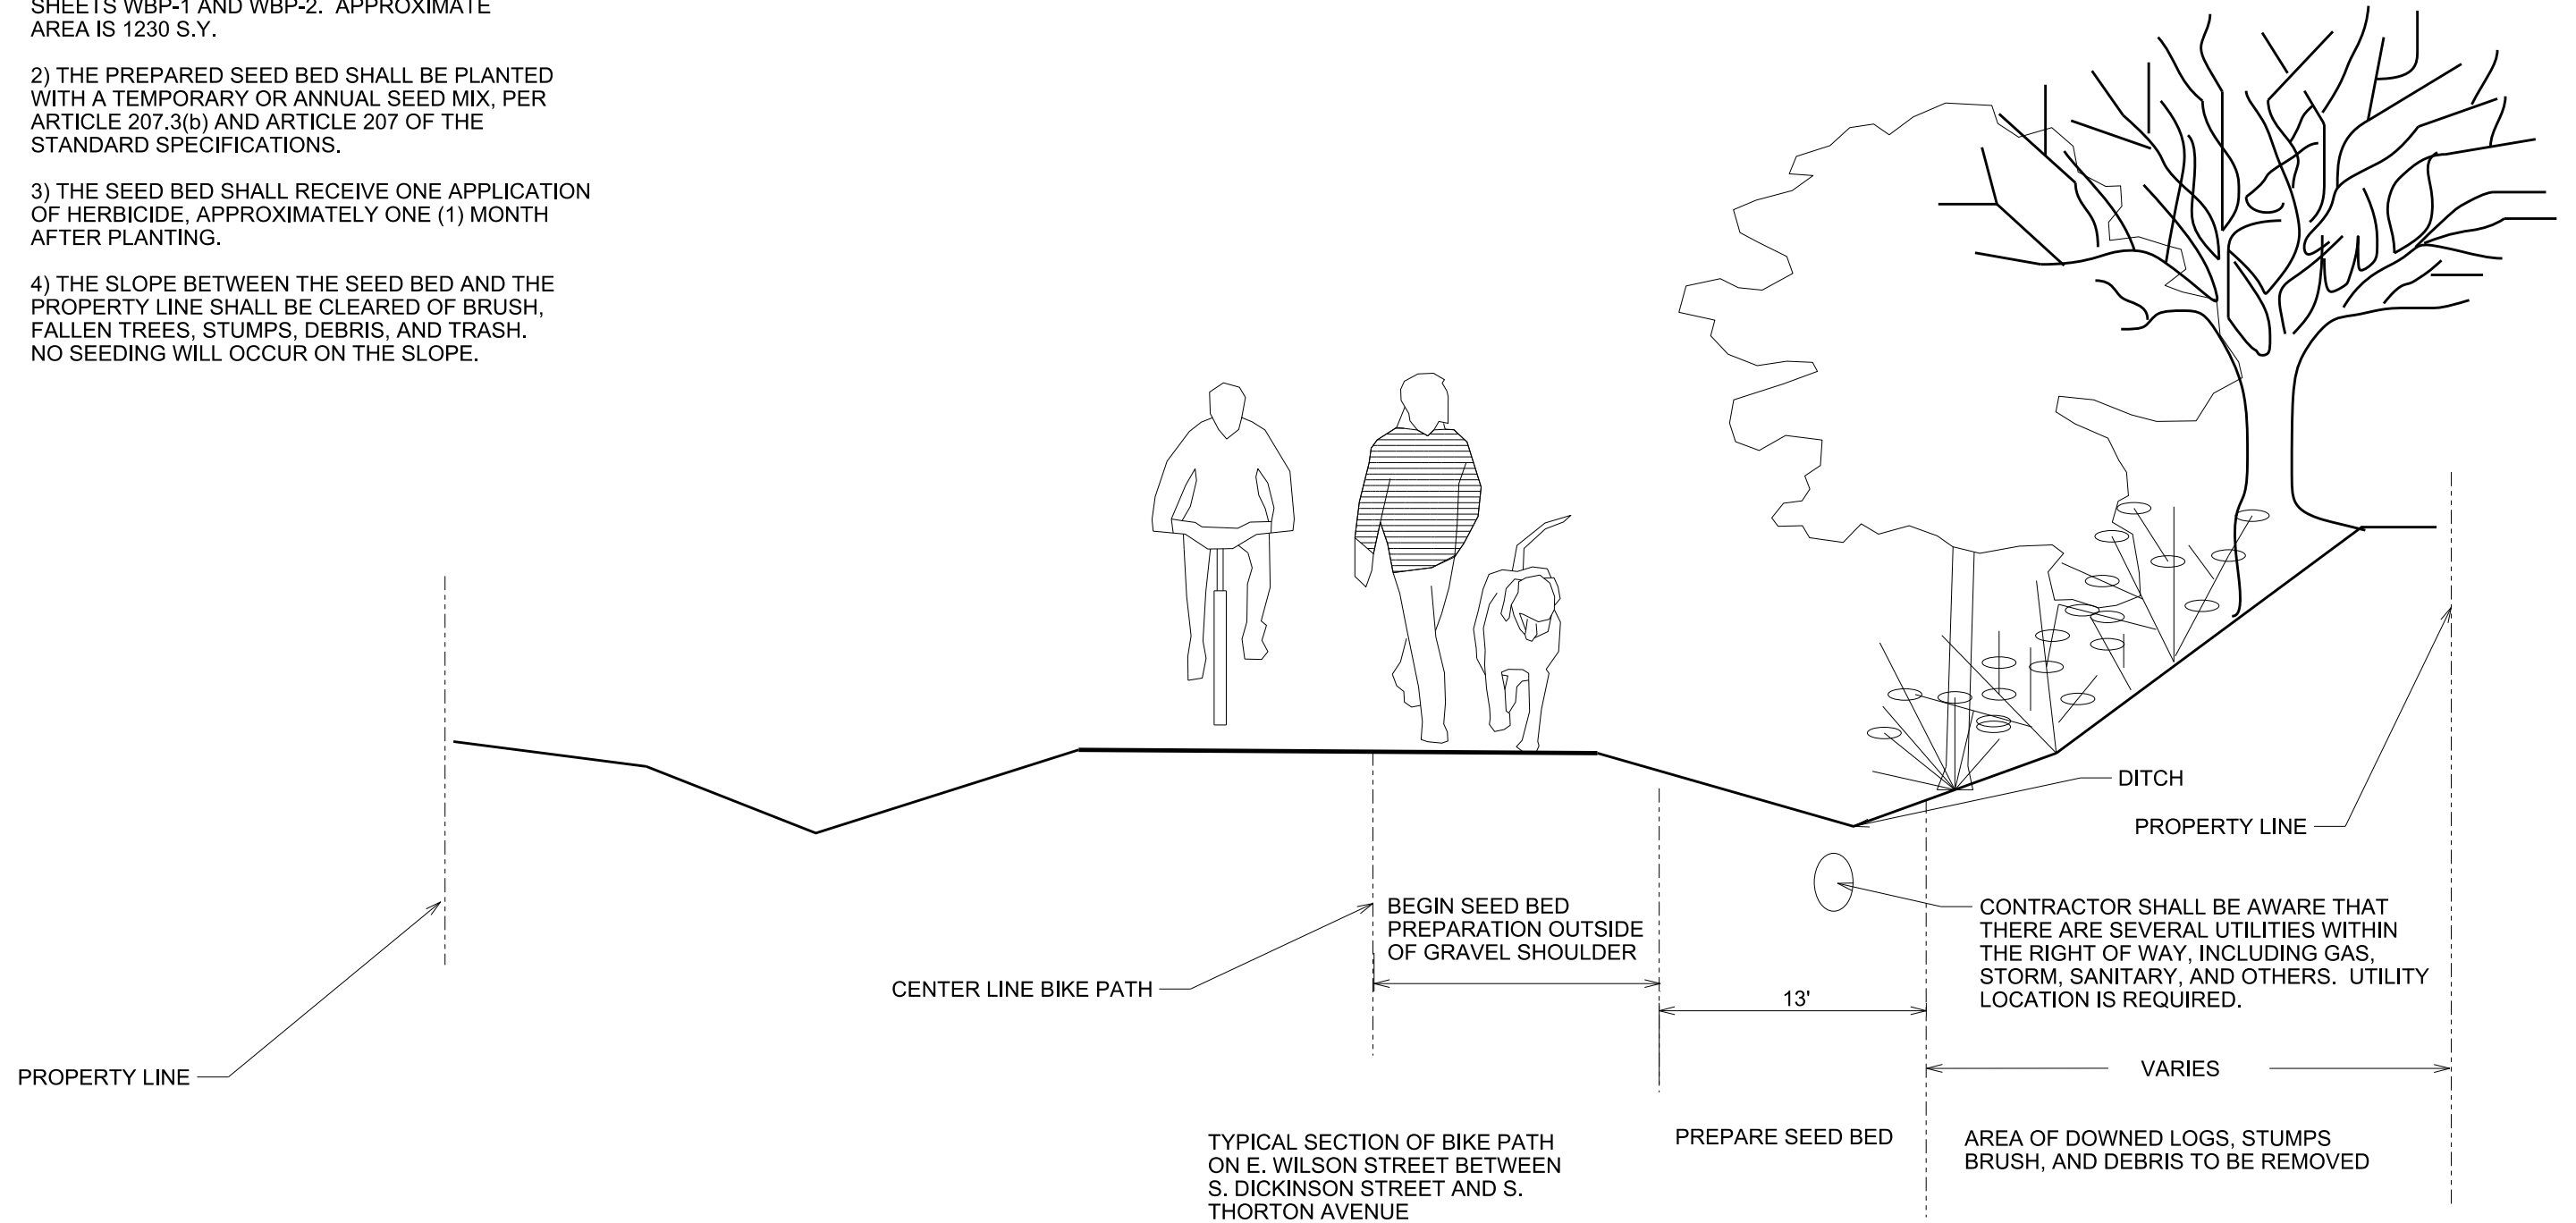 SHEETS WBP-1 AND WBP-2. APPROXIMATE
AREA IS 1230 S.Y.
2) THE PREPARED SEED BED SHALL BE PLANTED
WITH A TEMPORARY OR ANNUAL SEED MIX, PER
ARTICLE 207.3(b) AND ARTICLE 207 OF THE
STANDARD SPECIFICATIONS.
3) THE SEED BED SHALL RECEIVE ONE APPLICATION
OF HERBICIDE, APPROXIMATELY ONE (1) MONTH
AFTER PLANTING.
4) THE SLOPE BETWEEN THE SEED BED AND THE
PROPERTY LINE SHALL BE CLEARED OF BRUSH,
FALLEN TREES, STUMPS, DEBRIS, AND TRASH.
NO SEEDING WILL OCCUR ON THE SLOPE.
DITCH
PROPERTY LINE
BEGIN SEED BED
PREPARATION OUTSIDE
OF GRAVEL SHOULDER
CONTRACTOR SHALL BE AWARE THAT
THERE ARE SEVERAL UTILITIES WITHIN
THE RIGHT OF WAY, INCLUDING GAS,
STORM, SANITARY, AND OTHERS. UTILITY
LOCATION IS REQUIRED.
CENTER LINE BIKE PATH
13'
PROPERTY LINE
VARIES
TYPICAL SECTION OF BIKE PATH
ON E. WILSON STREET BETWEEN
S. DICKINSON STREET AND S.
THORTON AVENUE
PREPARE SEED BED
AREA OF DOWNED LOGS, STUMPS
BRUSH, AND DEBRIS TO BE REMOVED